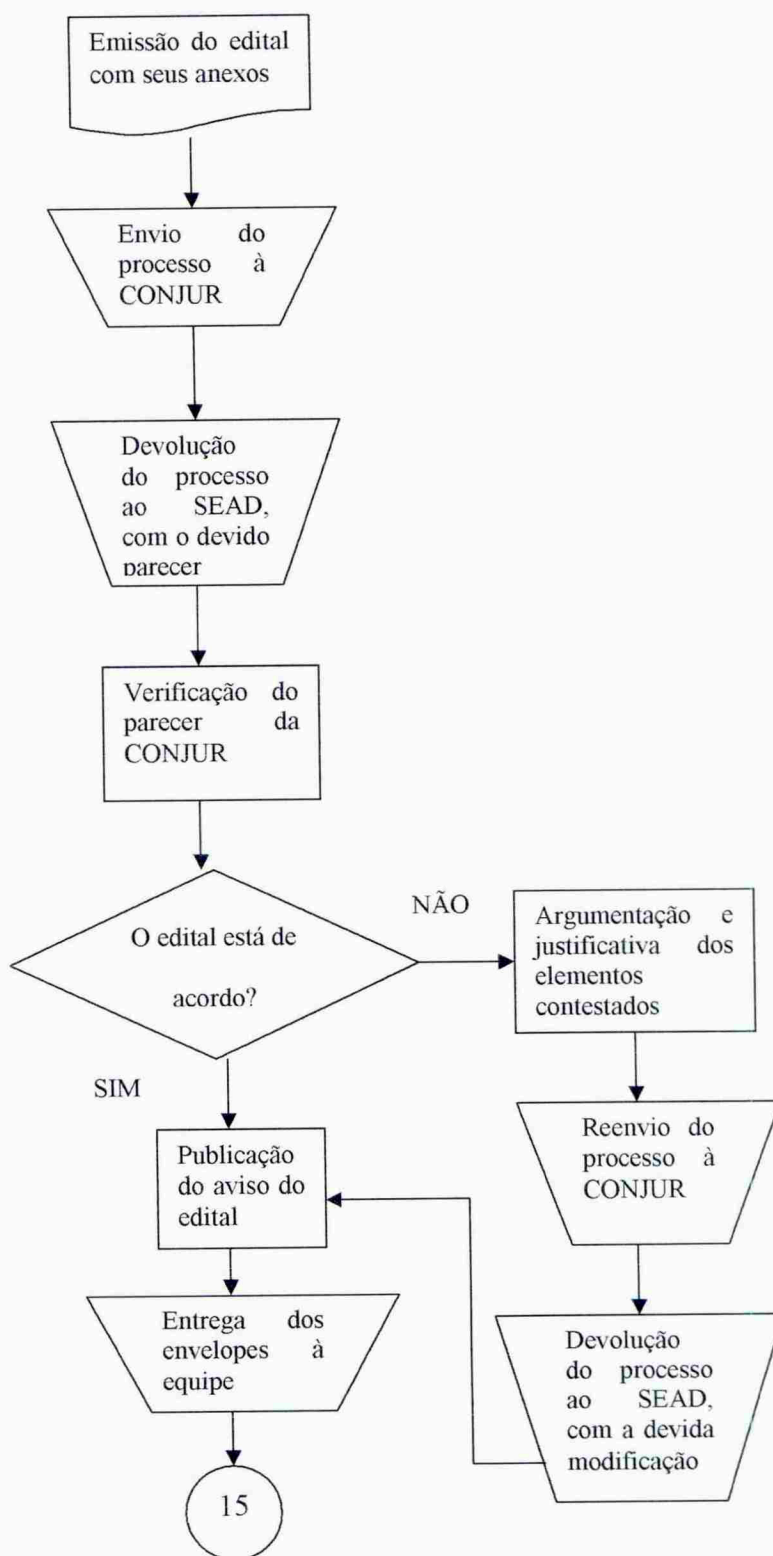 Emissão do edital
com seus anexos
Envio do
processo à
CONJUR
Devolução
do processo
ao SEAD,
com o devido
parecer
Verificação do
parecer da
CONJUR
O edital está de
acordo?
NÃO
Argumentação e
justificativa dos
elementos
contestados
Reenvio do
processo à
CONJUR
Devolução
do processo
ao SEAD,
com a devida
modificação
SIM
Publicação
do aviso do
edital
Entrega dos
envelopes à
equipe
15